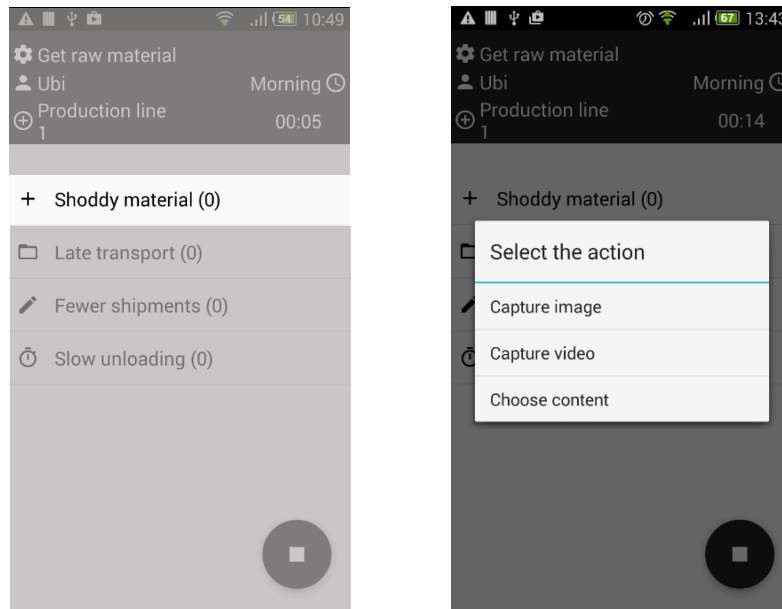 54 10:49
Get raw material
Ubi Morning
Production line
1 00:05
Shoddy material (0)
Late transport (0)
Fewer shipments (0)
Slow unloading (0)
67 13:43
Get raw material
Ubi Morning
Production line
1 00:14
Shoddy material (0)
Select the action
Capture image
Capture video
Choose content